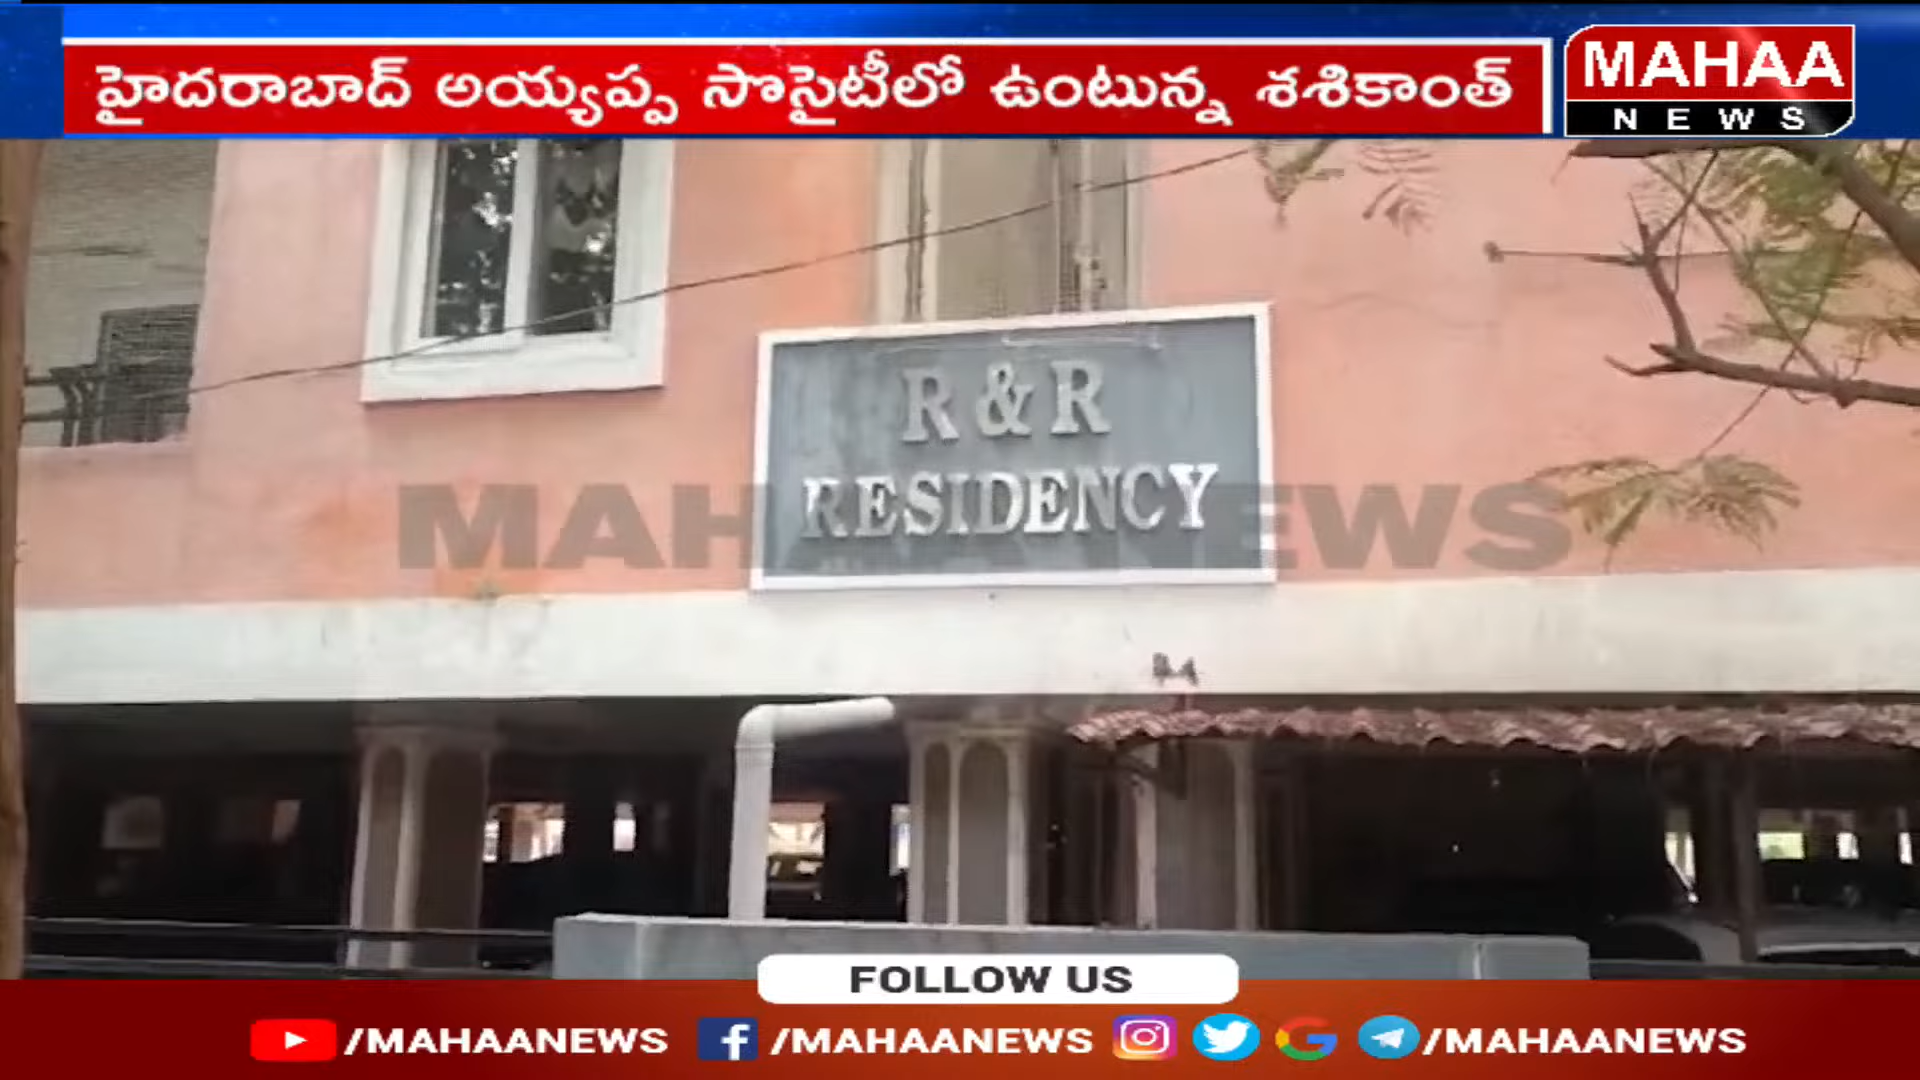 హైదరాబాద్ అయ్యప్ప సొసైటీలో ఉంటున్న శశికాంత్
MAHAA
NEWS
R & R
RESIDENCY
MAHAA NEWS
FOLLOW US
/MAHAANEWS /MAHAANEWS /MAHAANEWS